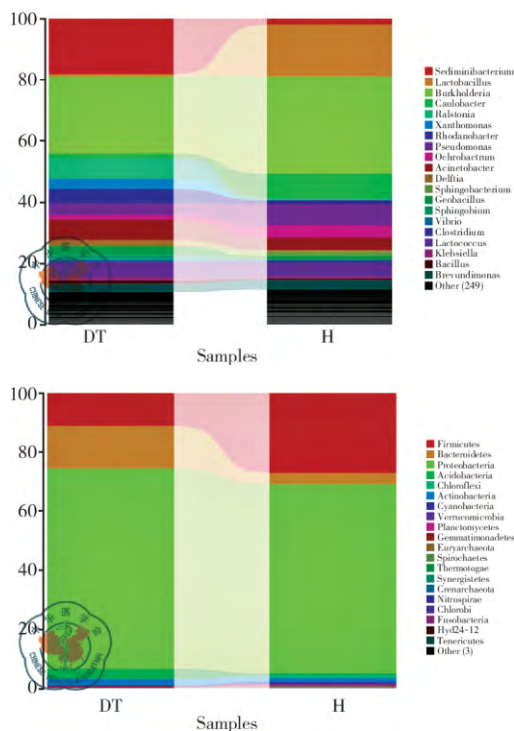 100
80
60
40
20
0
DT
H
Samples
Sediminibacterium
Lactobacillus
Burkholderia
Caulobacter
Ralstonia
Xanthomonas
Rhodanobacter
Pseudomonas
Ochrobactrum
Acinetobacter
Delftia
Sphingobacterium
Geobacillus
Sphingobium
Vibrio
Clostridium
Lactococcus
Klebsiella
Bacillus
Brevundimonas
Other (249)
100
80
60
40
20
0
DT
H
Samples
Firmicutes
Bacteroidetes
Proteobacteria
Acidobacteria
Chloroflexi
Actinobacteria
Cyanobacteria
Verrucomicrobia
Planctomycetes
Gemmatimonadetes
Euryarchaeota
Spirochaetes
Thermotogae
Synergistetes
Crenarchaeota
Nitrospirae
Chlorobi
Fusobacteria
Hyd24-12
Tenericutes
Other (3)